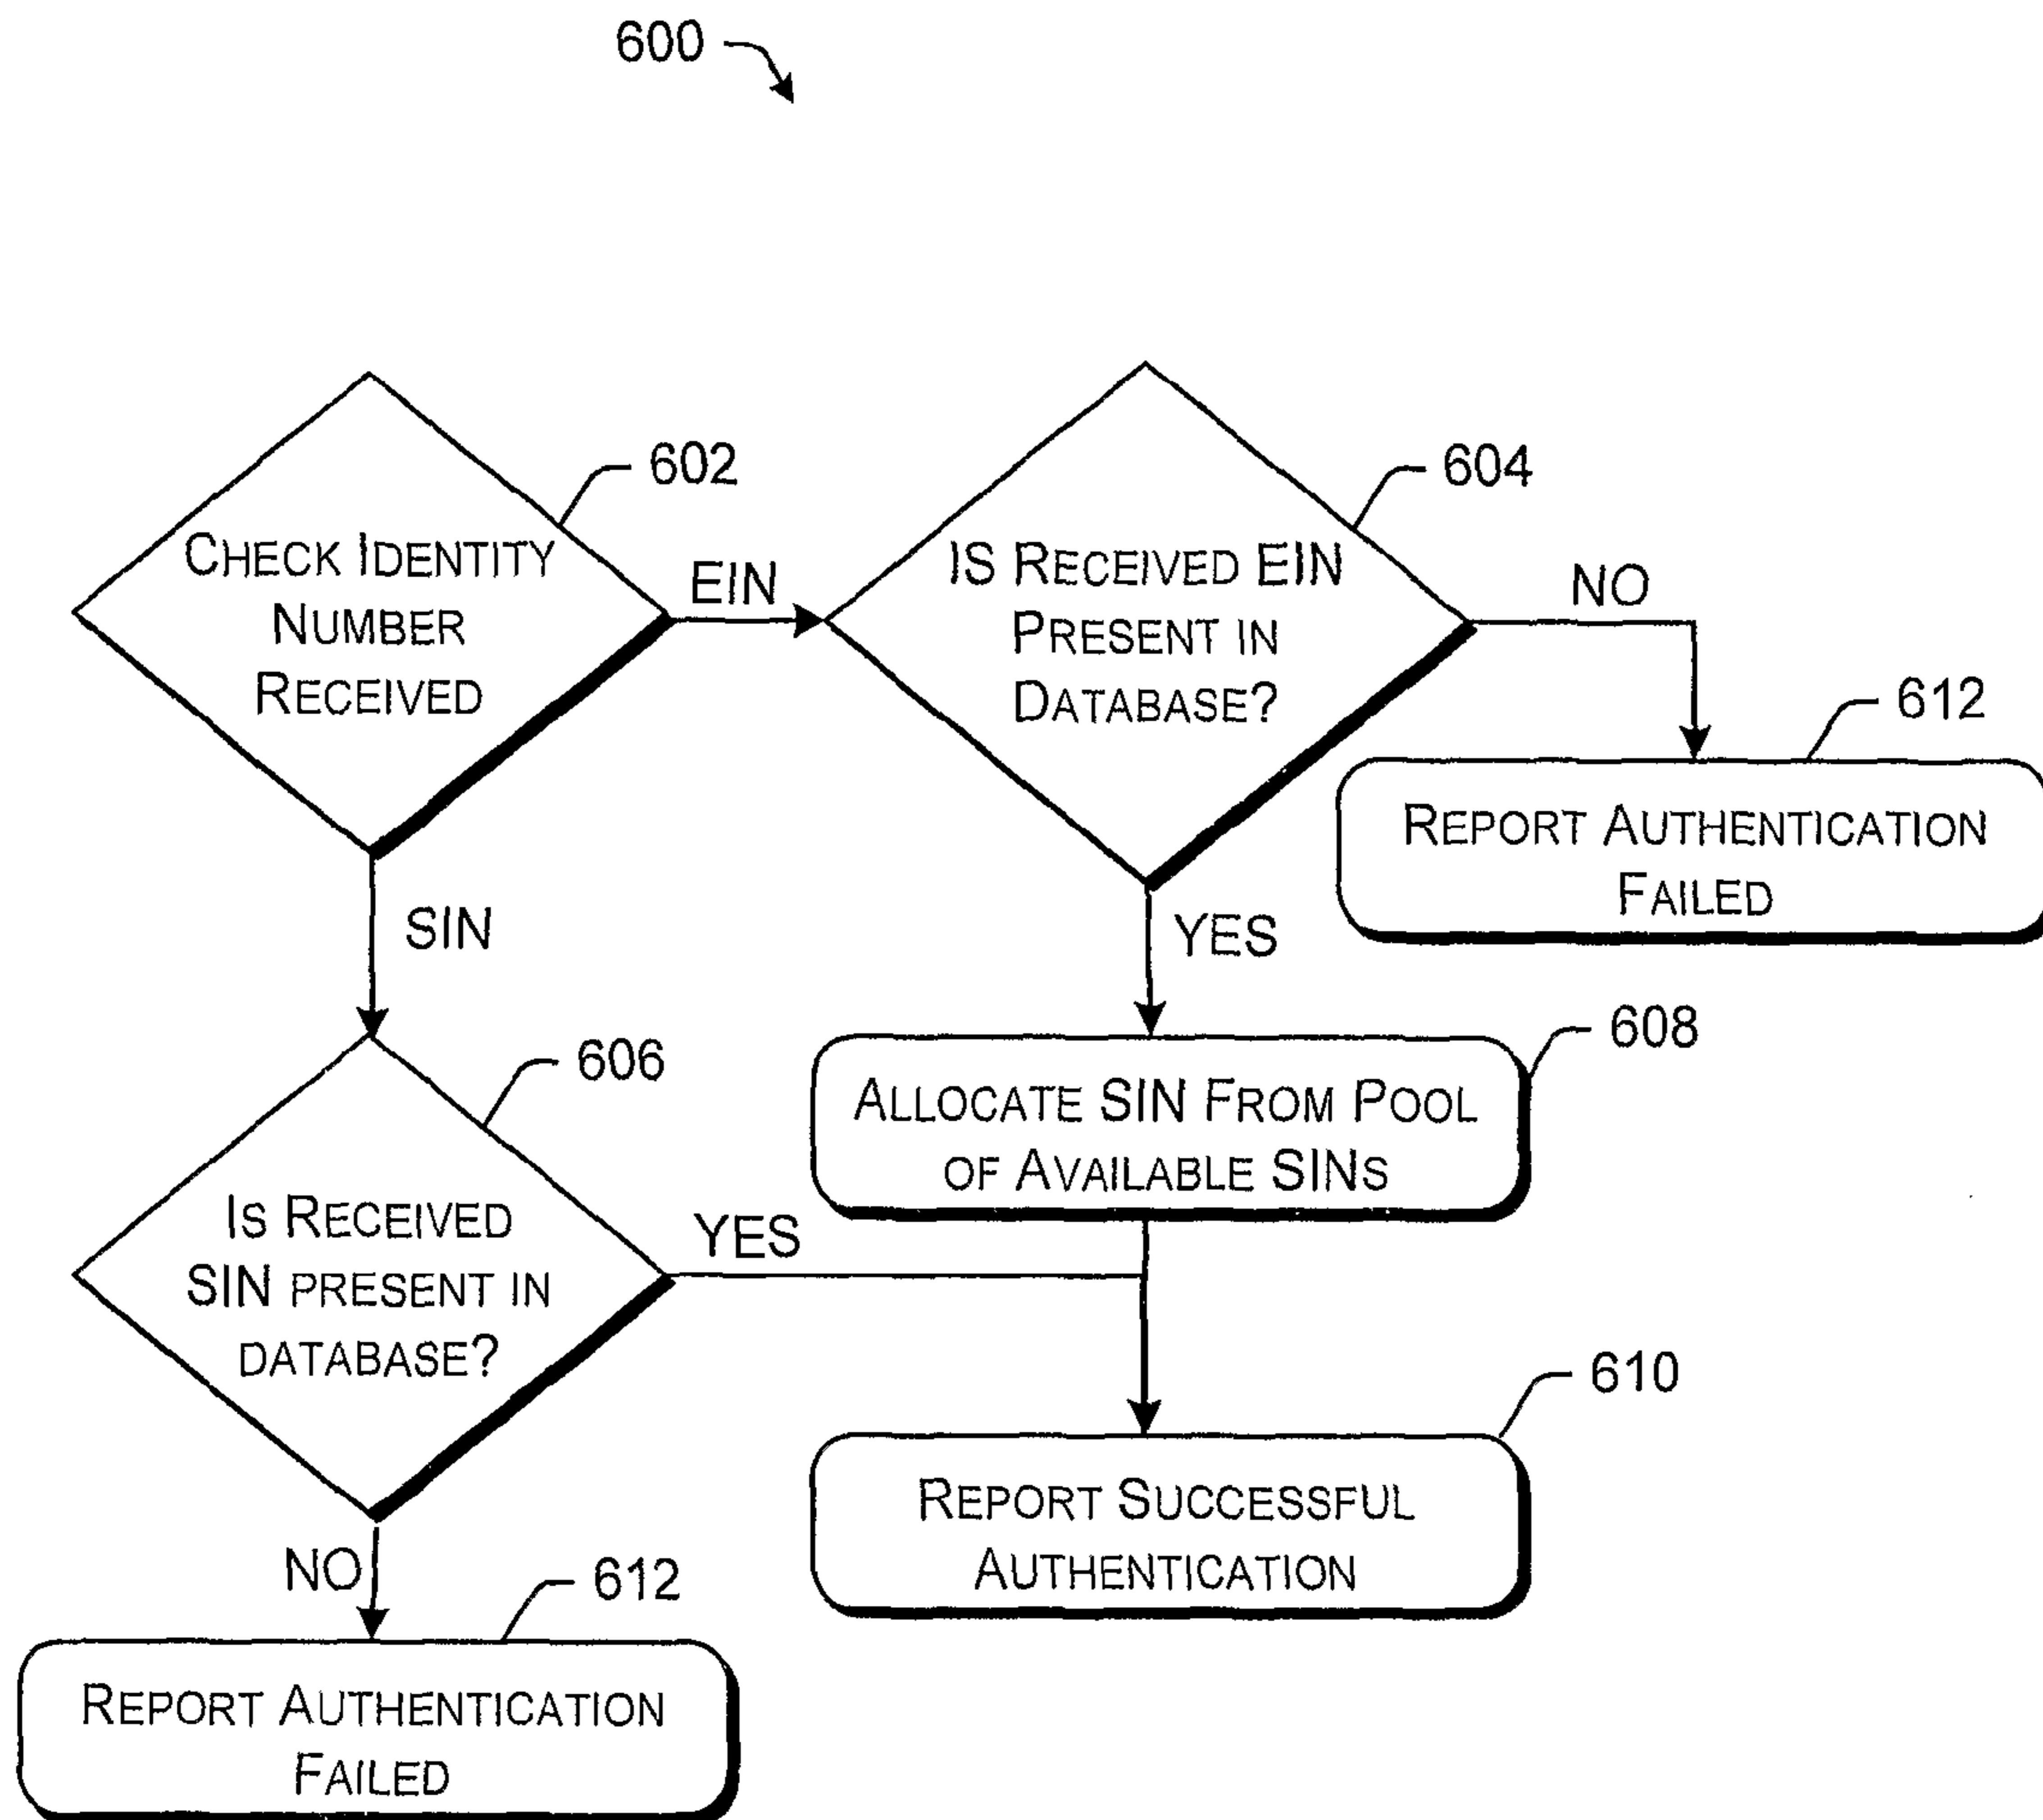 600
602
CHECK IDENTITY
NUMBER
RECEIVED
EIN
604
IS RECEIVED EIN
PRESENT IN
DATABASE?
NO
612
REPORT AUTHENTICATION
FAILED
SIN
YES
606
IS RECEIVED
SIN PRESENT IN
DATABASE?
608
ALLOCATE SIN FROM POOL
OF AVAILABLE SINS
YES
610
REPORT SUCCESSFUL
AUTHENTICATION
NO
612
REPORT AUTHENTICATION
FAILED